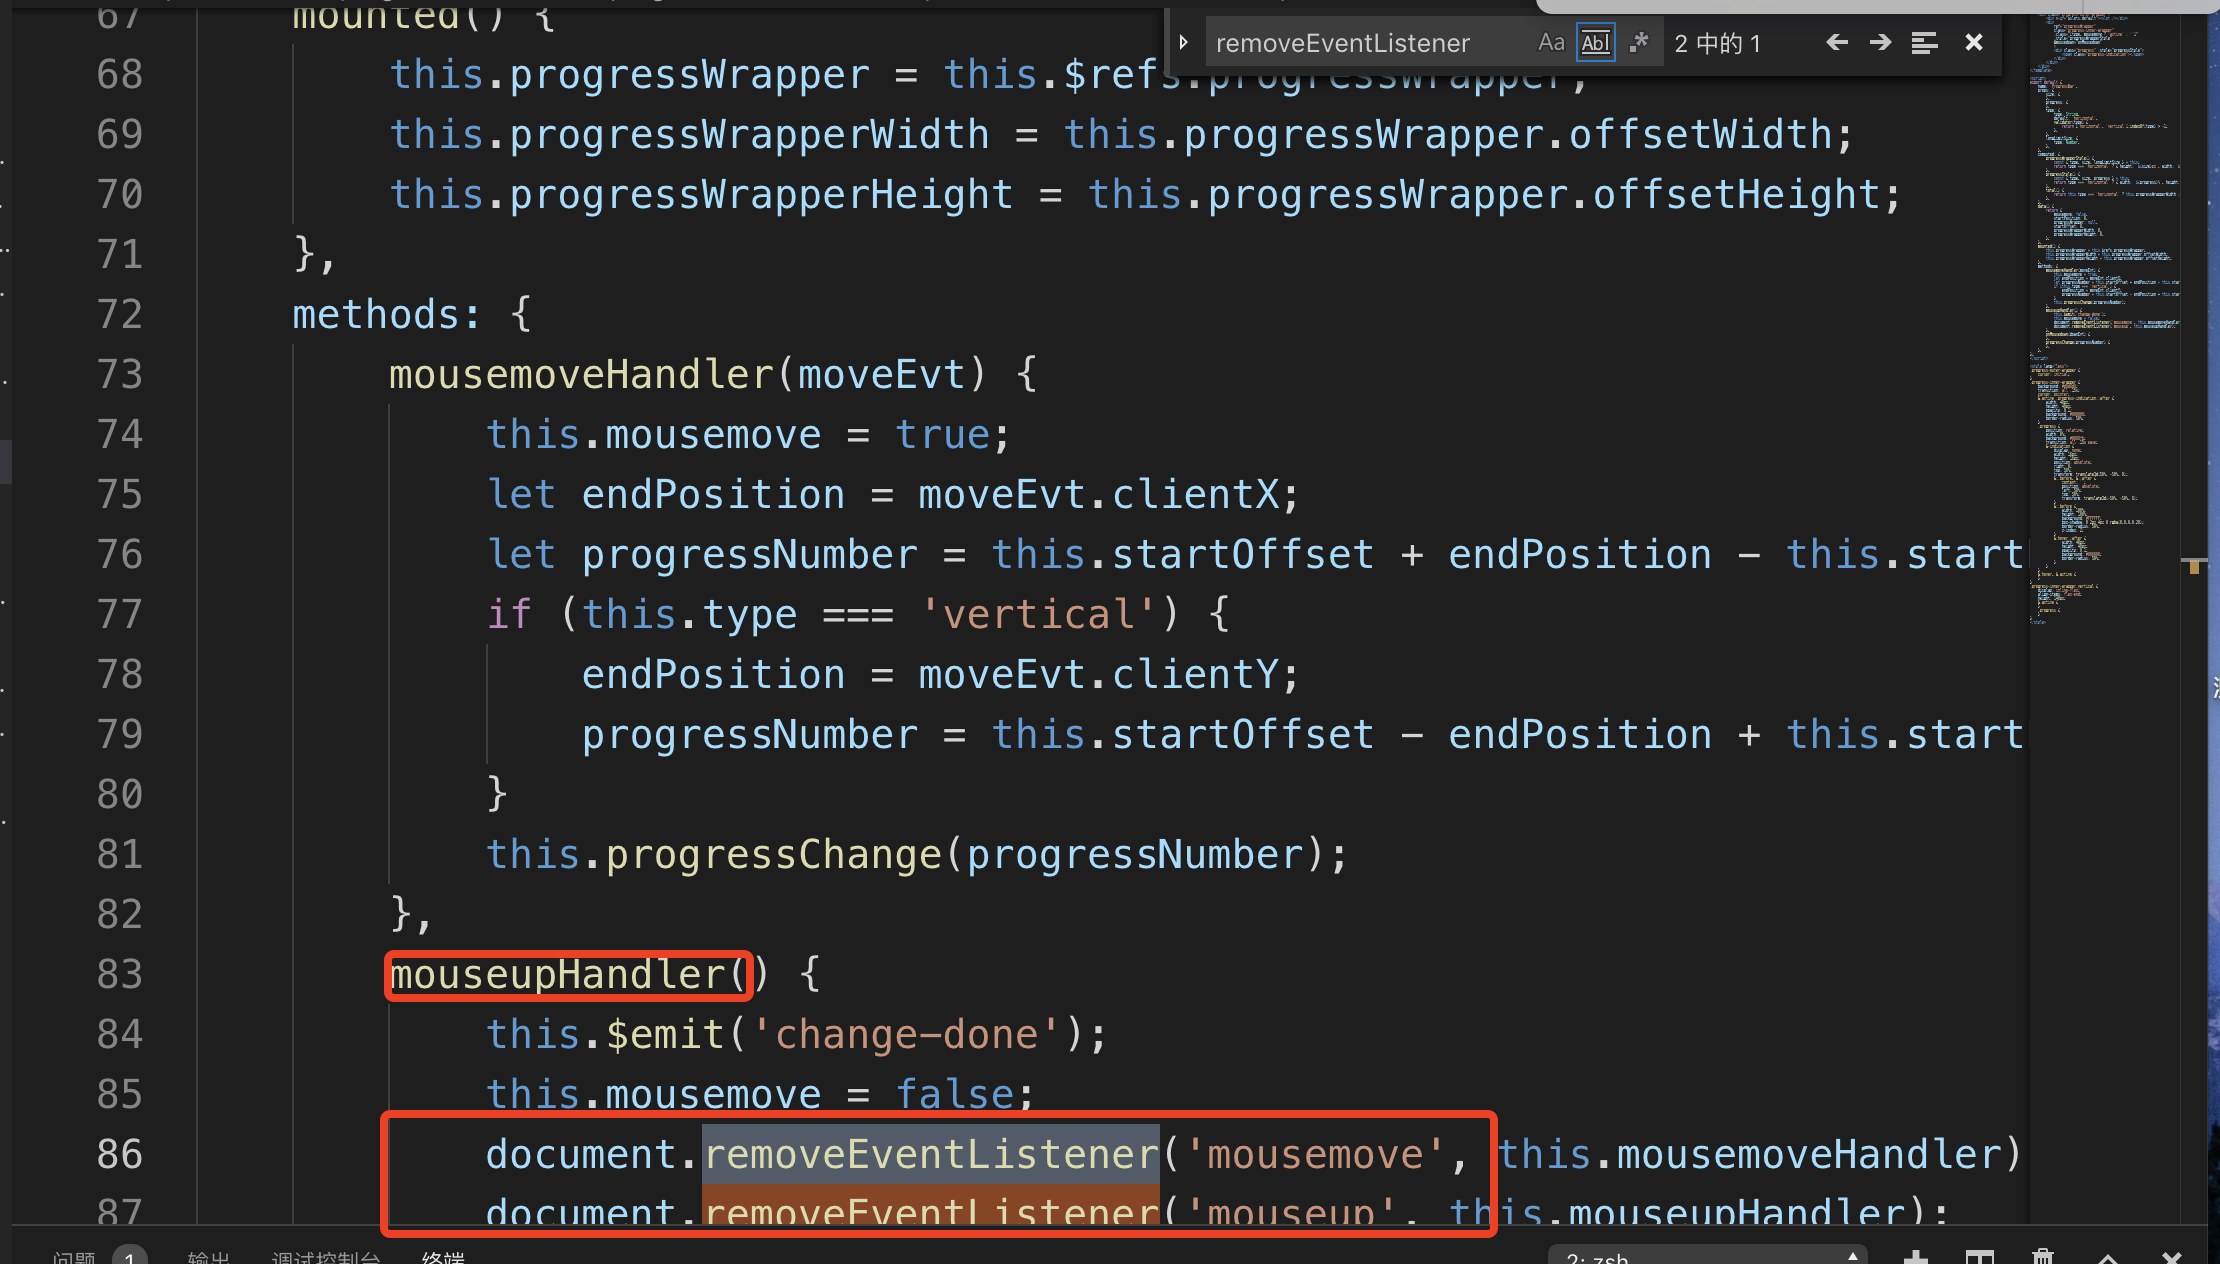 removeEventListener Aa Abl .* 2 中的 1
67 mounted() {
68 this.progressWrapper = this.$refs.progressWrapper;
69 this.progressWrapperWidth = this.progressWrapper.offsetWidth;
70 this.progressWrapperHeight = this.progressWrapper.offsetHeight;
71 },
72 methods: {
73 mousemoveHandler(moveEvt) {
74 this.mousemove = true;
75 let endPosition = moveEvt.clientX;
76 let progressNumber = this.startOffset + endPosition - this.start
77 if (this.type === 'vertical') {
78 endPosition = moveEvt.clientY;
79 progressNumber = this.startOffset - endPosition + this.start
80 }
81 this.progressChange(progressNumber);
82 },
83 mouseupHandler() {
84 this.$emit('change-done');
85 this.mousemove = false;
86 document.removeEventListener('mousemove', this.mousemoveHandler)
87 document.removeEventListener('mouseup', this.mouseupHandler);
问题 1 输出 调试控制台 终端 2: zsh